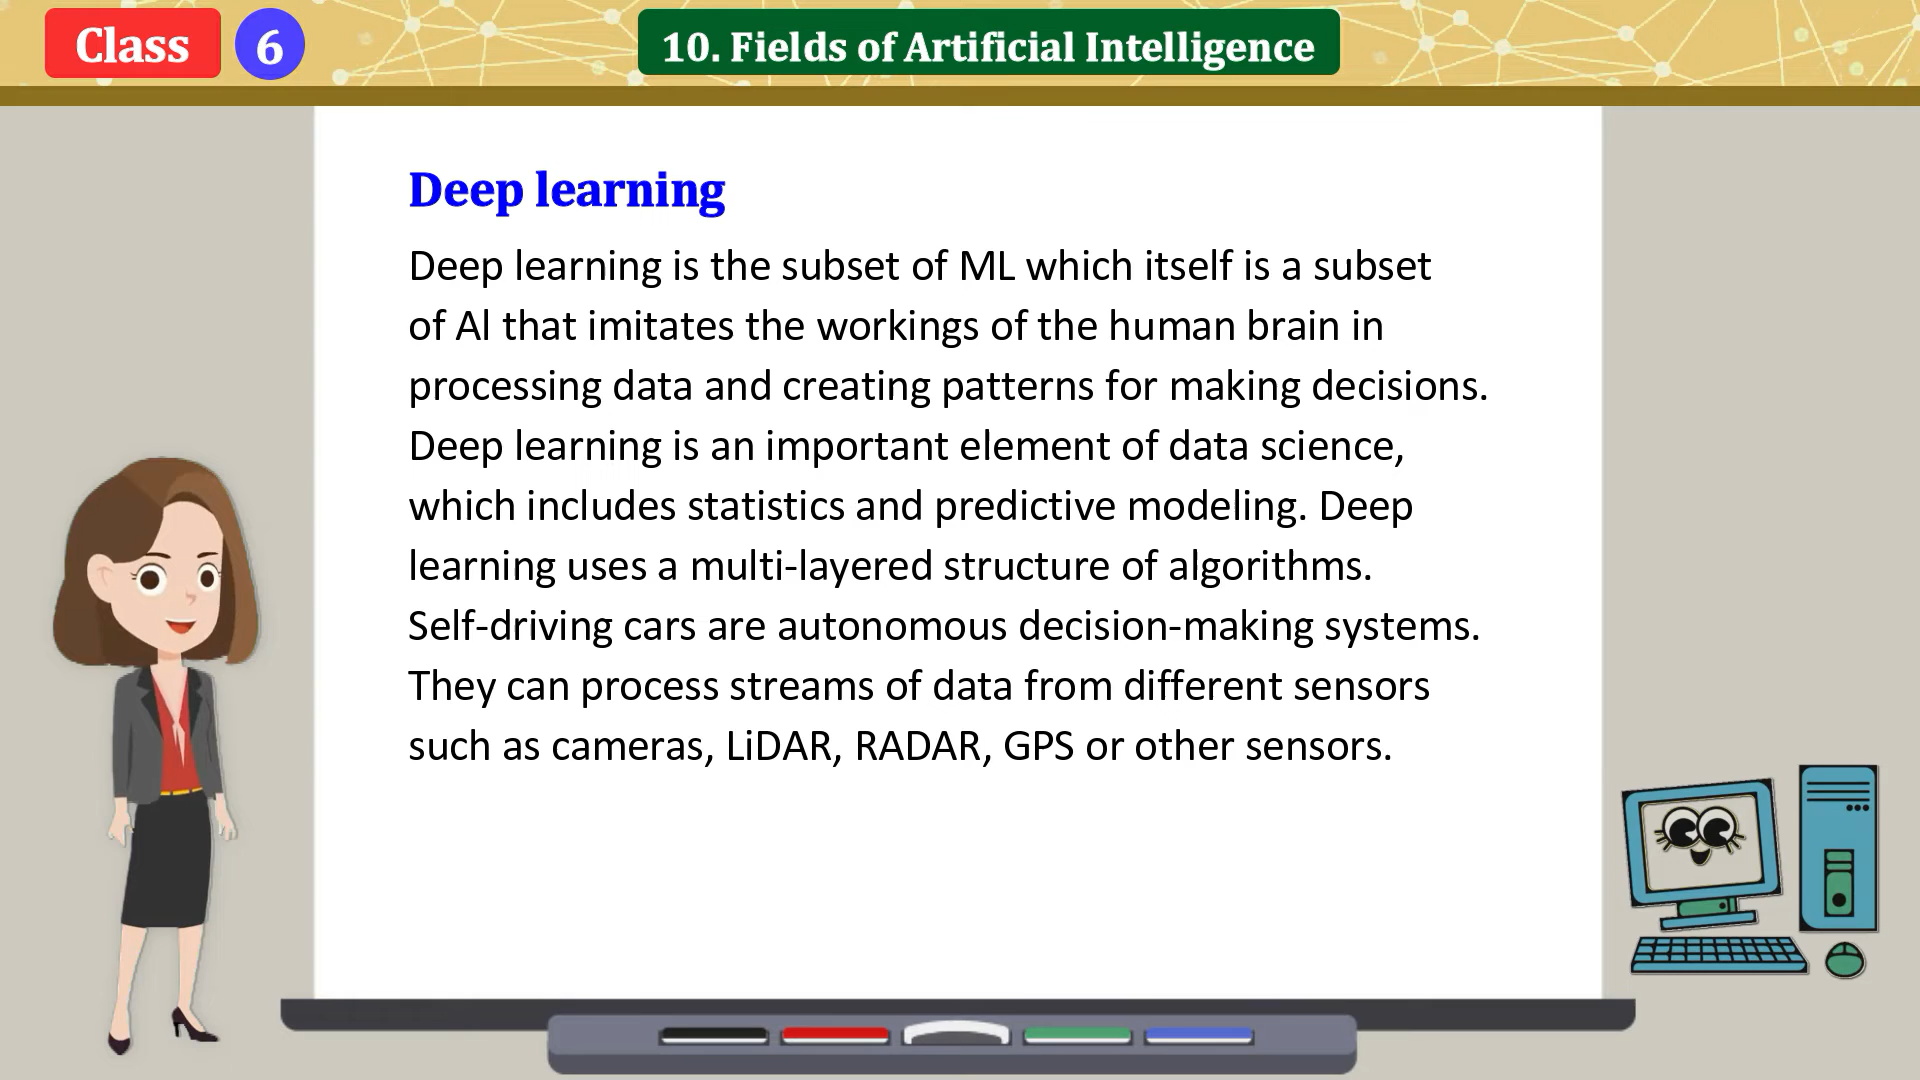 Class 6
10. Fields of Artificial Intelligence
Deep learning
Deep learning is the subset of ML which itself is a subset
of Al that imitates the workings of the human brain in
processing data and creating patterns for making decisions.
Deep learning is an important element of data science,
which includes statistics and predictive modeling. Deep
learning uses a multi-layered structure of algorithms.
Self-driving cars are autonomous decision-making systems.
They can process streams of data from different sensors
such as cameras, LiDAR, RADAR, GPS or other sensors.